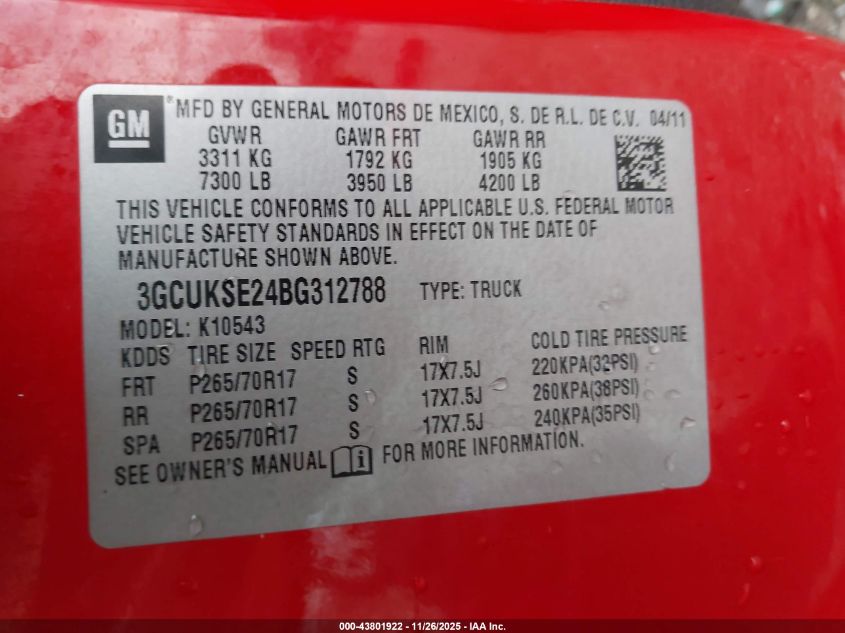 GM ® MFD BY GENERAL MOTORS DE MEXICO, S. DE R.L. DE C.V. 04/11
GVWR GAWR FRT GAWR RR
3311 KG 1792 KG 1905 KG
7300 LB 3950 LB 4200 LB
THIS VEHICLE CONFORMS TO ALL APPLICABLE U.S. FEDERAL MOTOR
VEHICLE SAFETY STANDARDS IN EFFECT ON THE DATE OF
MANUFACTURE SHOWN ABOVE.
3GCUKSE24BG312788 TYPE: TRUCK
MODEL: K10543
KDDS TIRE SIZE SPEED RTG RIM COLD TIRE PRESSURE
FRT P265/70R17 S 17X7.5J 220KPA(32PSI)
RR P265/70R17 S 17X7.5J 260KPA(38PSI)
SPA P265/70R17 S 17X7.5J 240KPA(35PSI)
SEE OWNER'S MANUAL i FOR MORE INFORMATION.
000-43801922 - 11/26/2025 - IAA Inc.